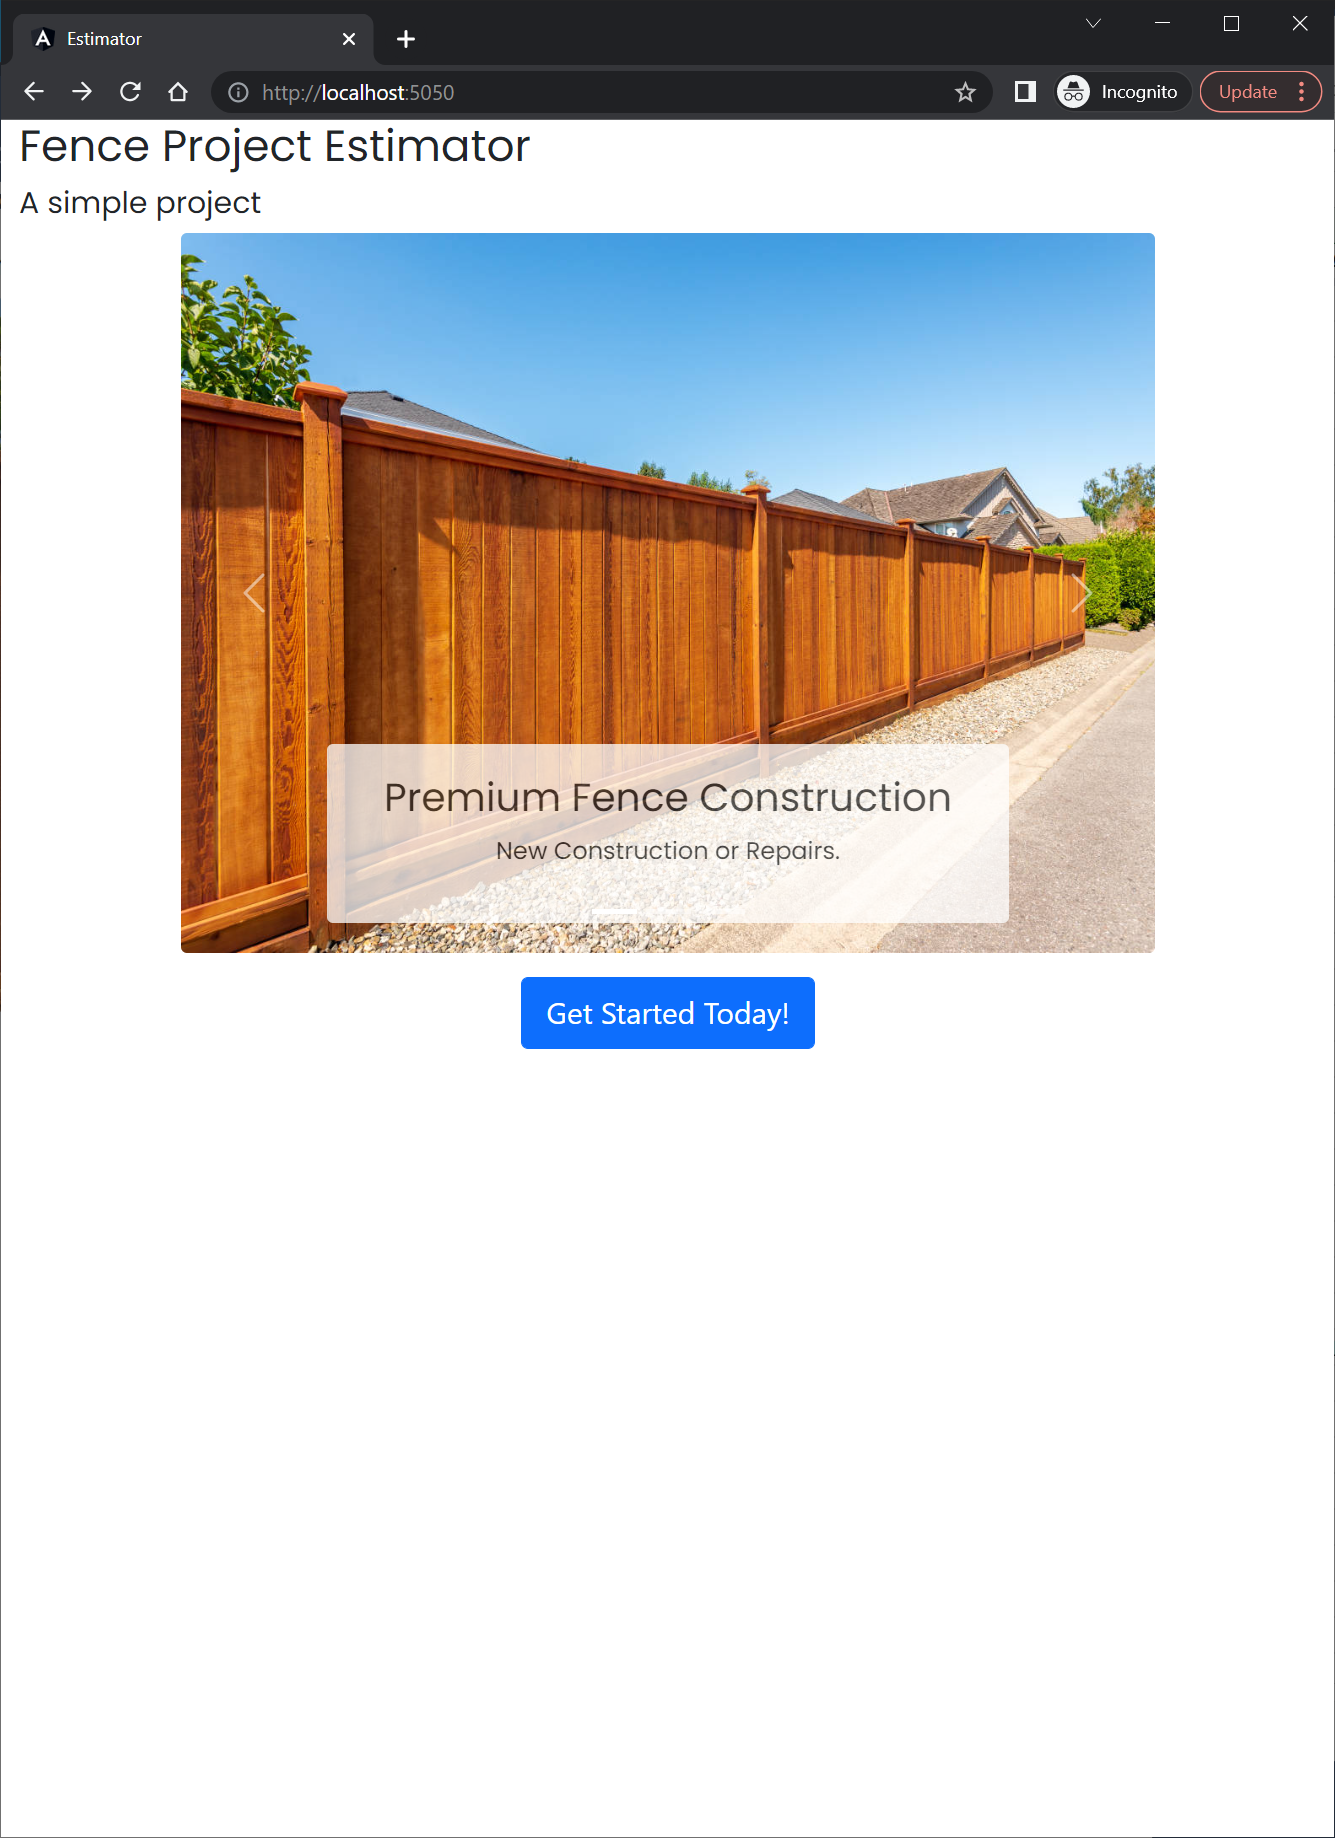 Estimator
http://localhost:5050
Incognito
Update
Fence Project Estimator
A simple project
Premium Fence Construction
New Construction or Repairs.
Get Started Today!